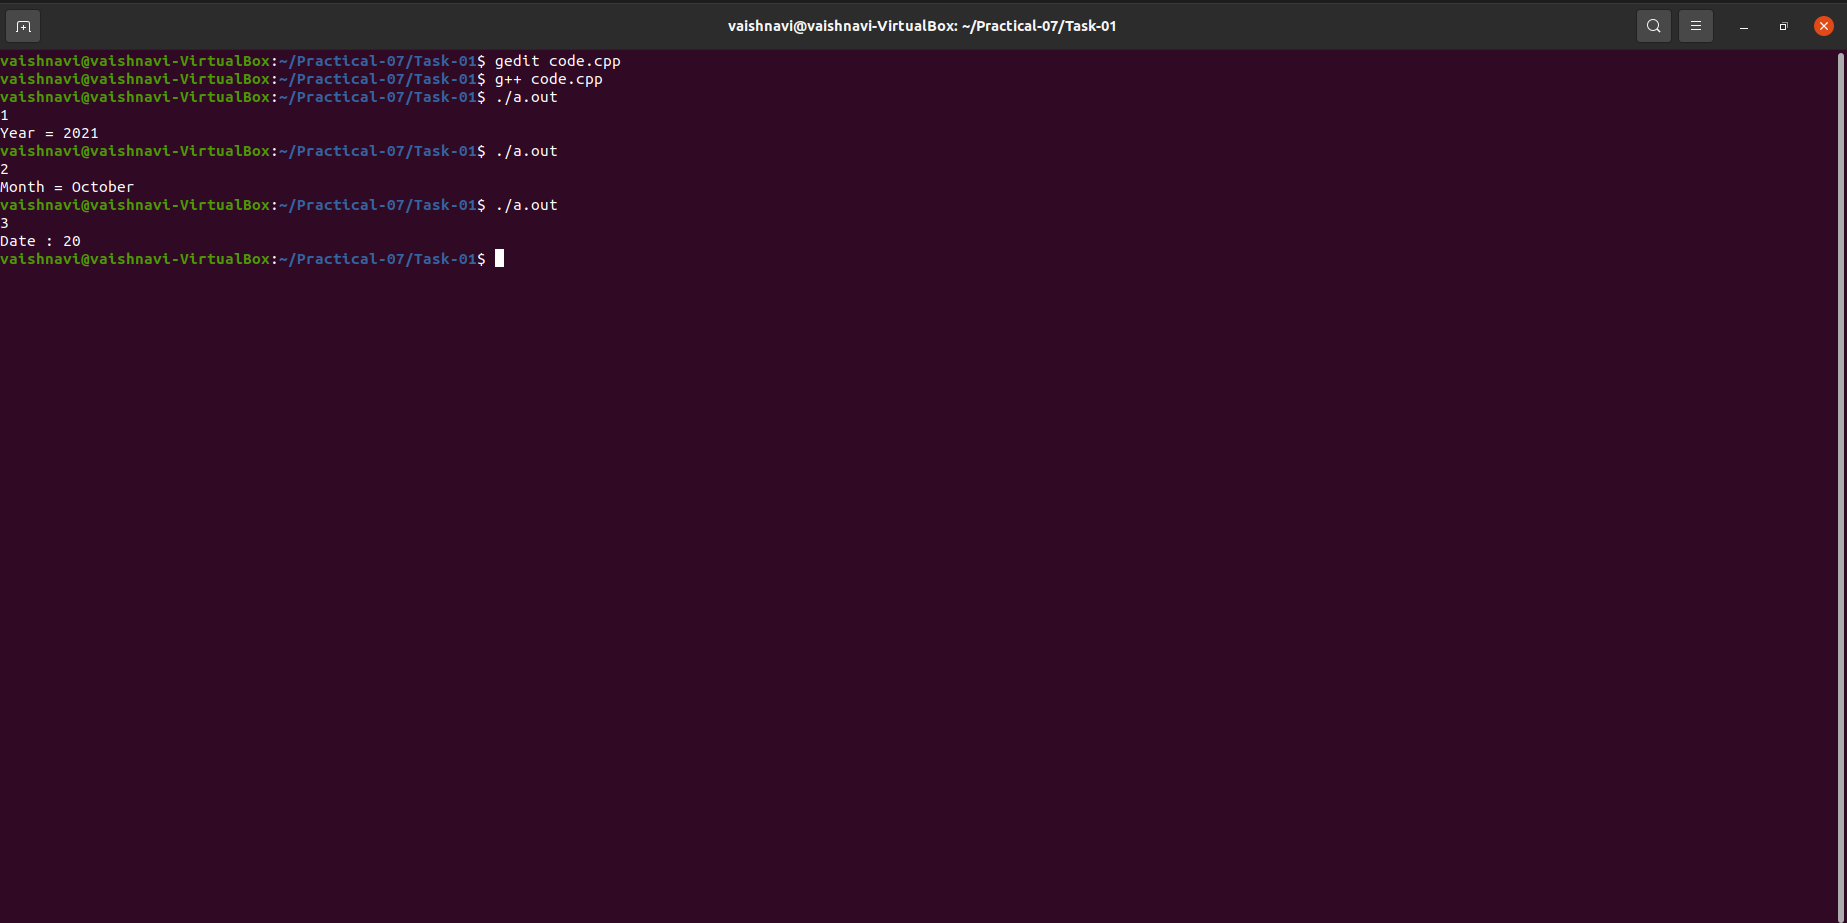 vaishnavi@vaishnavi-VirtualBox: ~/Practical-07/Task-01
vaishnavi@vaishnavi-VirtualBox:~/Practical-07/Task-01$ gedit code.cpp
vaishnavi@vaishnavi-VirtualBox:~/Practical-07/Task-01$ g++ code.cpp
vaishnavi@vaishnavi-VirtualBox:~/Practical-07/Task-01$ ./a.out
1
Year = 2021
vaishnavi@vaishnavi-VirtualBox:~/Practical-07/Task-01$ ./a.out
2
Month = October
vaishnavi@vaishnavi-VirtualBox:~/Practical-07/Task-01$ ./a.out
3
Date : 20
vaishnavi@vaishnavi-VirtualBox:~/Practical-07/Task-01$